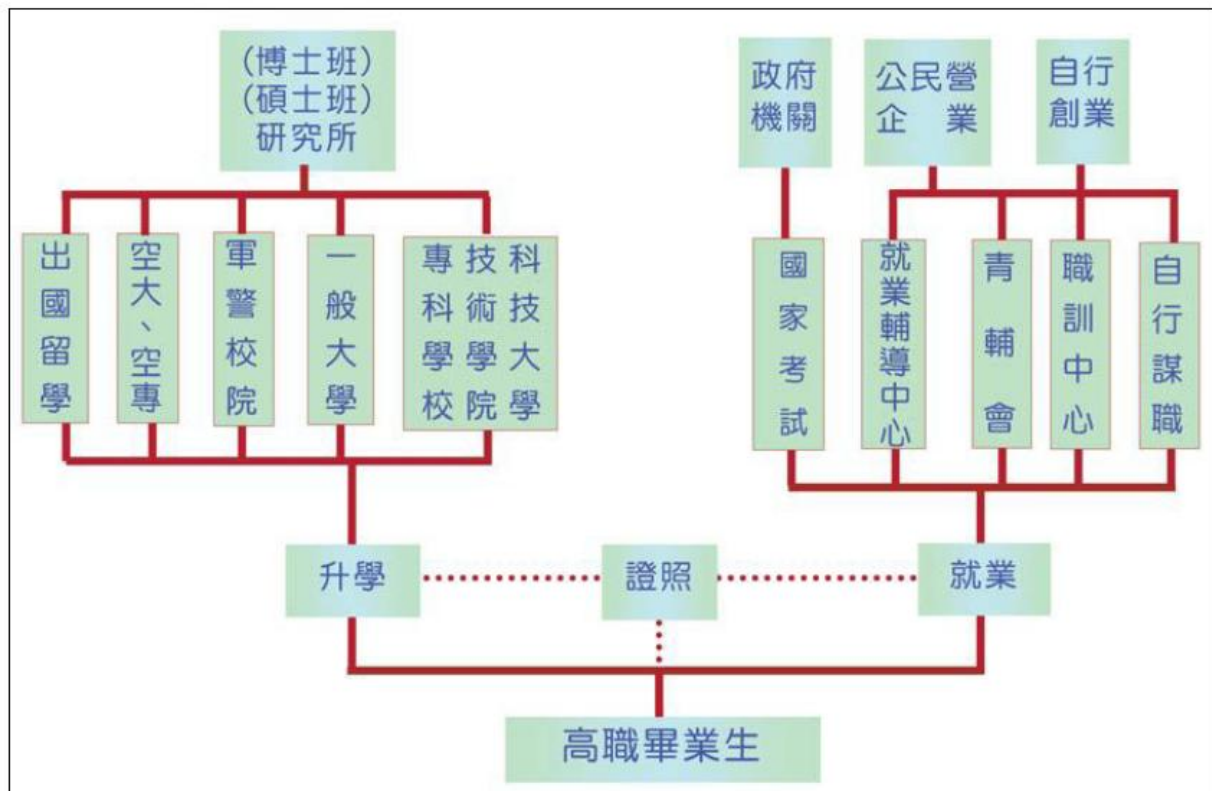 (博士班)
(碩士班)
研究所
政府
機關
公民營
企業
自行
創業
出國留學
空大、空專
軍警校院
一般大學
科技大學
技術學院
專科學校
國家考試
就業輔導中心
青輔會
職訓中心
自行謀職
升學
證照
就業
高職畢業生